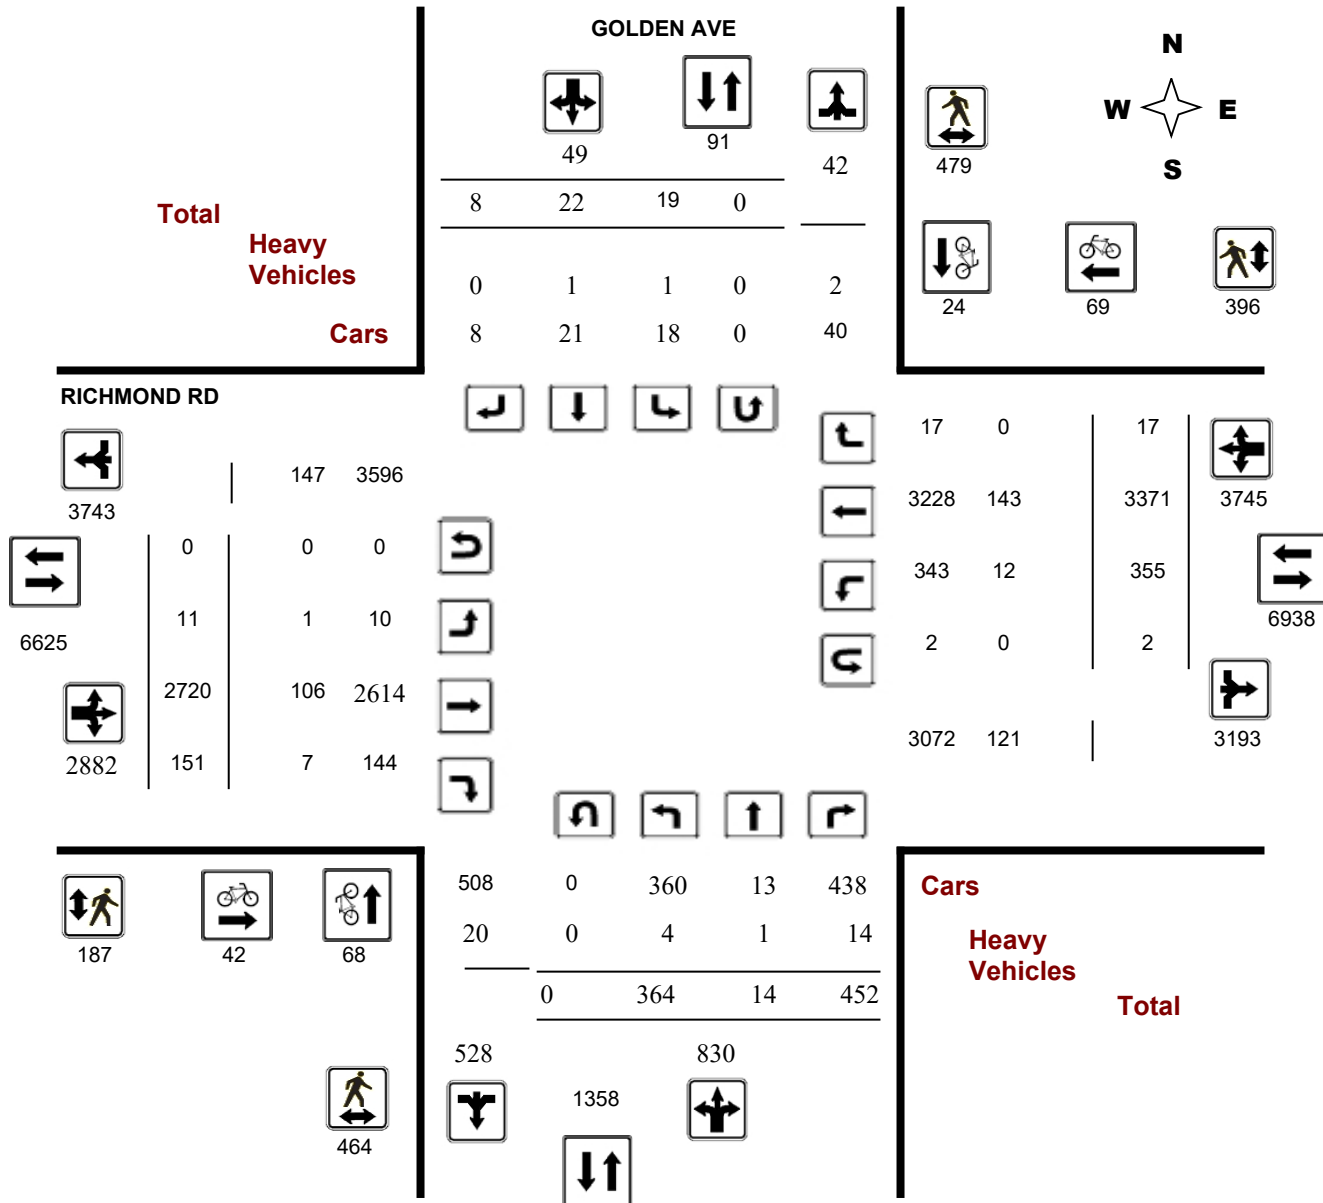 GOLDEN AVE
N
W E
S
49
91
42
479
8 22 19 0
Total
Heavy
Vehicles
0 1 1 0 2
24 69 396
Cars
8 21 18 0 40
RICHMOND RD
17 0 17
147 3596
3743
3228 143 3371 3745
0 0 0
343 12 355
11 1 10
6625
6938
2 0 2
2720 106 2614
3072 121 3193
2882 151 7 144
508 0 360 13 438
Cars
20 0 4 1 14
Heavy
Vehicles
187 42 68
0 364 14 452
Total
528 830
1358
464